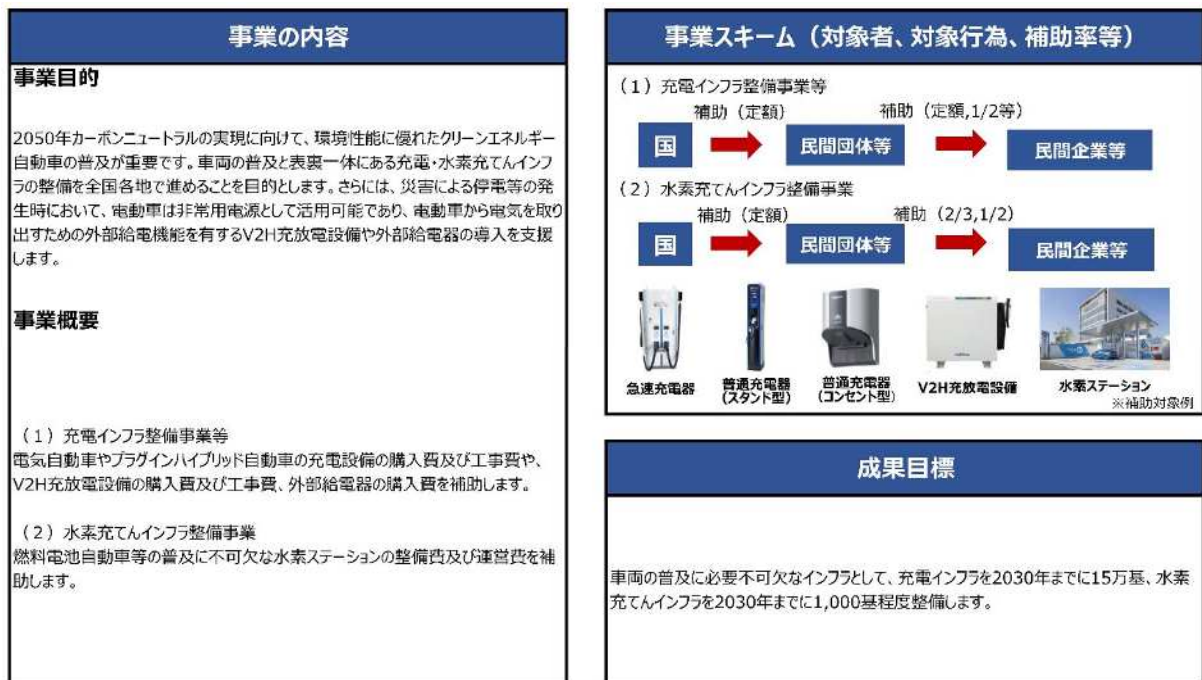 事業の内容
事業目的
2050年カーボンニュートラルの実現に向けて、環境性能に優れたクリーンエネルギー
自動車の普及が重要です。車両の普及と表裏一体にある充電・水素充てんインフ
ラの整備を全国各地で進めることを目的とします。さらには、災害による停電等の発
生時において、電動車は非常用電源として活用可能であり、電動車から電気を取り
出すための外部給電機能を有するV2H充放電設備や外部給電器の導入を支援
します。
事業概要
（1）充電インフラ整備事業等
電気自動車やプラグインハイブリッド自動車の充電設備の購入費及び工事費や、
V2H充放電設備の購入費及び工事費、外部給電器の購入費を補助します。
（2）水素充てんインフラ整備事業
燃料電池自動車等の普及に不可欠な水素ステーションの整備費及び運営費を補
助します。
事業スキーム（対象者、対象行為、補助率等）
（1）充電インフラ整備事業等
補助（定額） 補助（定額,1/2等）
国 民間団体等 民間企業等
（2）水素充てんインフラ整備事業
補助（定額） 補助（2/3,1/2）
国 民間団体等 民間企業等
急速充電器 普通充電器 普通充電器 V2H充放電設備 水素ステーション
(スタンド型) (コンセント型)
※補助対象例
成果目標
車両の普及に必要不可欠なインフラとして、充電インフラを2030年までに15万基、水素
充てんインフラを2030年までに1,000基程度整備します。